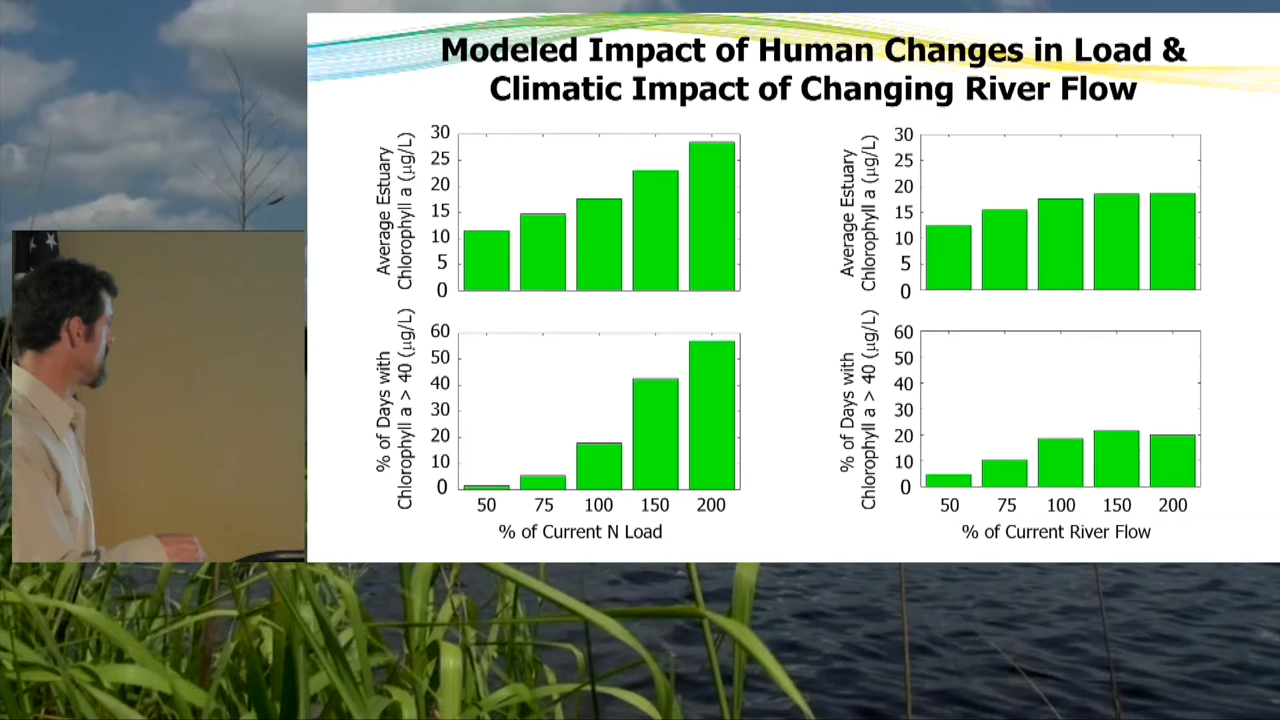 Modeled Impact of Human Changes in Load &
Climatic Impact of Changing River Flow
Average Estuary
Chlorophyll a (µg/L)
30
25
20
15
10
5
0
Average Estuary
Chlorophyll a (µg/L)
30
25
20
15
10
5
0
% of Days with
Chlorophyll a > 40 (µg/L)
60
50
40
30
20
10
0
50 75 100 150 200
% of Current N Load
% of Days with
Chlorophyll a > 40 (µg/L)
60
50
40
30
20
10
0
50 75 100 150 200
% of Current River Flow